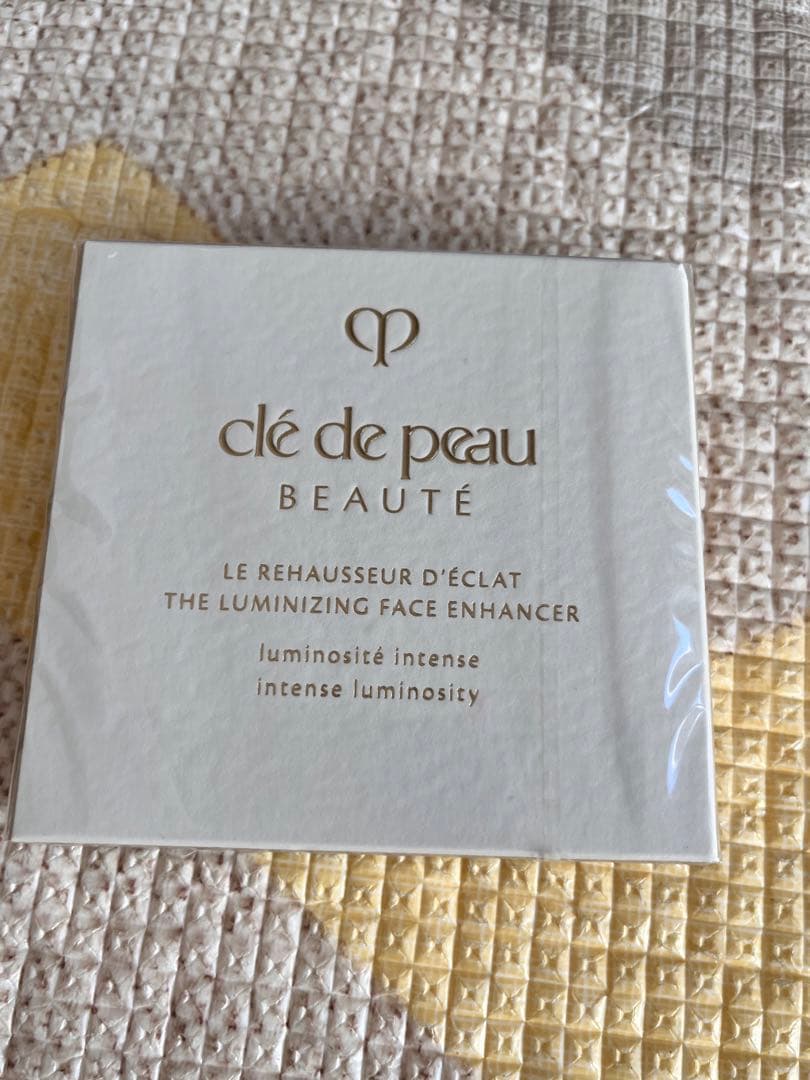 clé de peau
BEAUTÉ
LE REHAUSSEUR D'ÉCLAT
THE LUMINIZING FACE ENHANCER
luminosité intense
intense luminosity